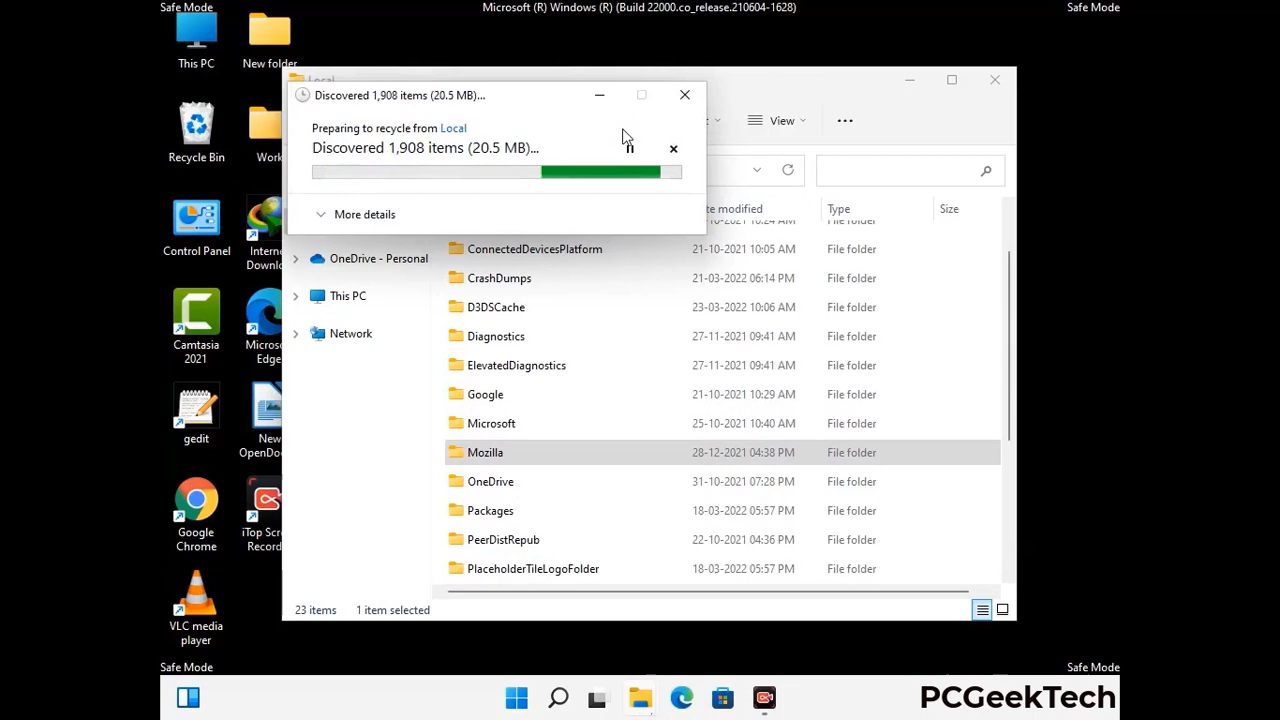 Safe Mode
Microsoft (R) Windows (R) (Build 22000.co_release.210604-1628)
Safe Mode
This PC
New folder
Recycle Bin
Work
Control Panel
Intern
Downlo
Camtasia
2021
Micros
Edge
gedit
New
OpenDoc
Google
Chrome
iTop Scr
Record
VLC media
player
Local
Discovered 1,908 items (20.5 MB)...
Preparing to recycle from Local
Discovered 1,908 items (20.5 MB)...
More details
View
te modified
Type
Size
File folder
OneDrive - Personal
This PC
Network
ConnectedDevicesPlatform 21-10-2021 10:05 AM File folder
CrashDumps 21-03-2022 06:14 PM File folder
D3DSCache 23-03-2022 10:06 AM File folder
Diagnostics 27-11-2021 09:41 AM File folder
ElevatedDiagnostics 27-11-2021 09:41 AM File folder
Google 21-10-2021 10:29 AM File folder
Microsoft 25-10-2021 10:40 AM File folder
Mozilla 28-12-2021 04:38 PM File folder
OneDrive 31-10-2021 07:28 PM File folder
Packages 18-03-2022 05:57 PM File folder
PeerDistRepub 22-10-2021 04:36 PM File folder
PlaceholderTileLogoFolder 18-03-2022 05:57 PM File folder
23 items 1 item selected
Safe Mode
Safe Mode
PCGeekTech